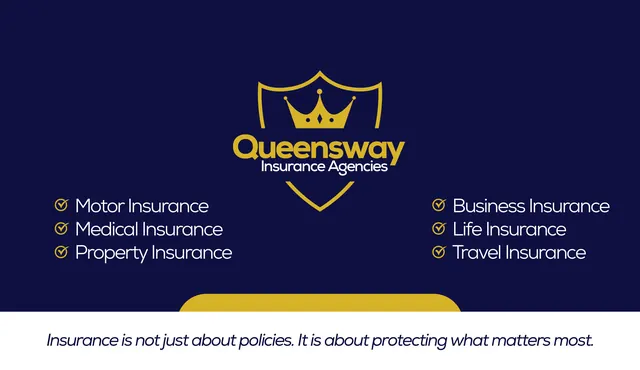 Queensway
Insurance Agencies
Motor Insurance
Medical Insurance
Property Insurance
Business Insurance
Life Insurance
Travel Insurance
Insurance is not just about policies. It is about protecting what matters most.